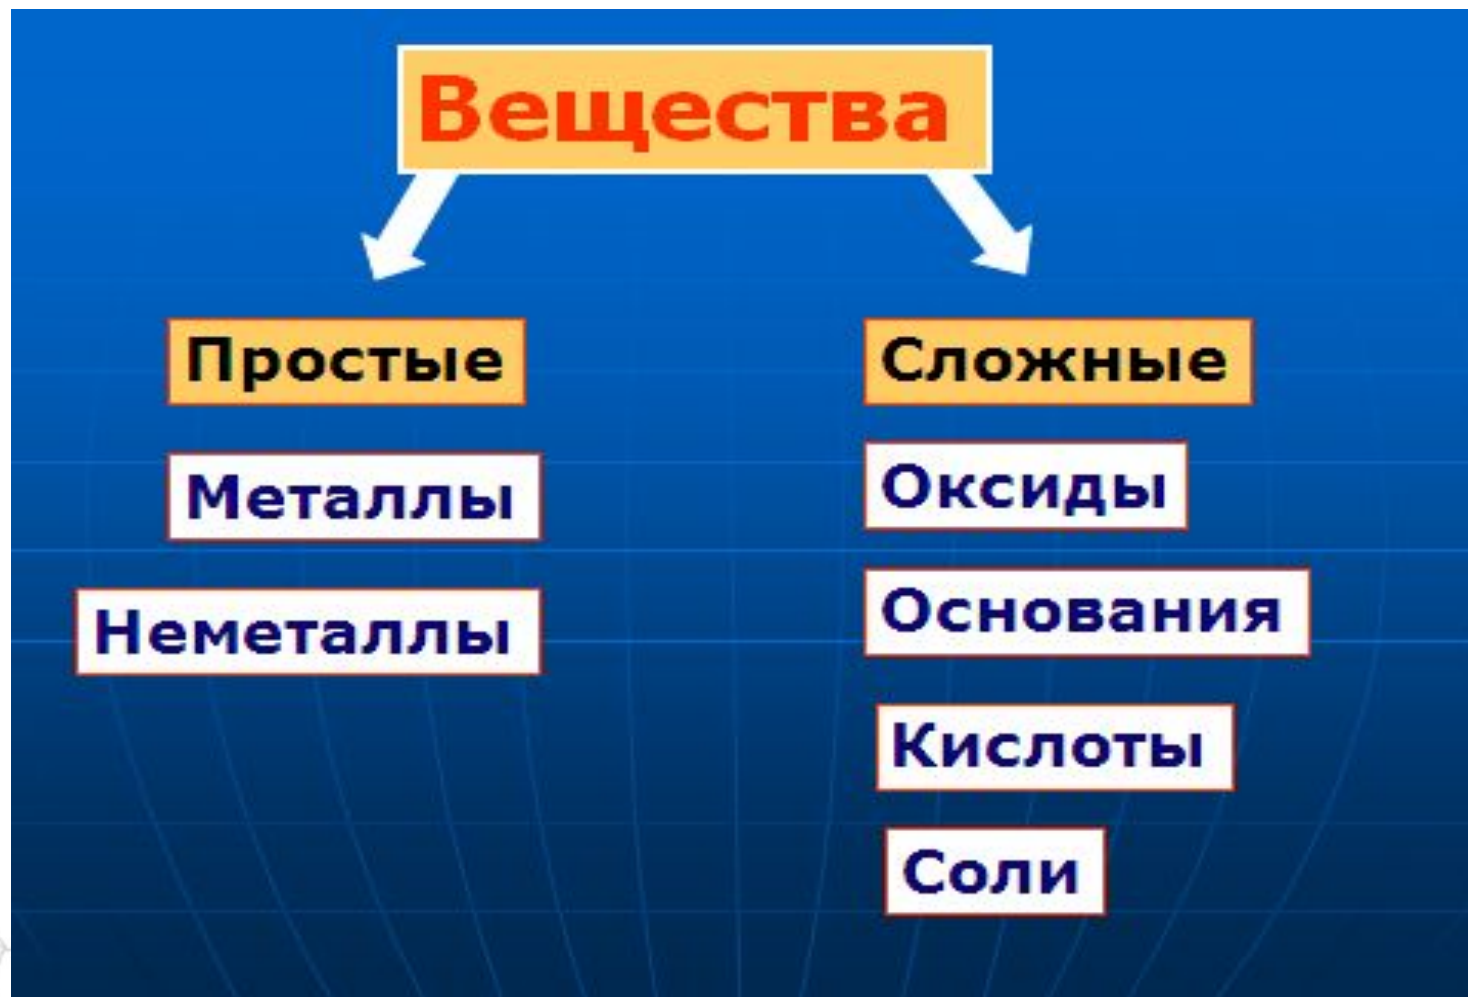 Вещества
Простые
Металлы
Неметаллы
Сложные
Оксиды
Основания
Кислоты
Соли